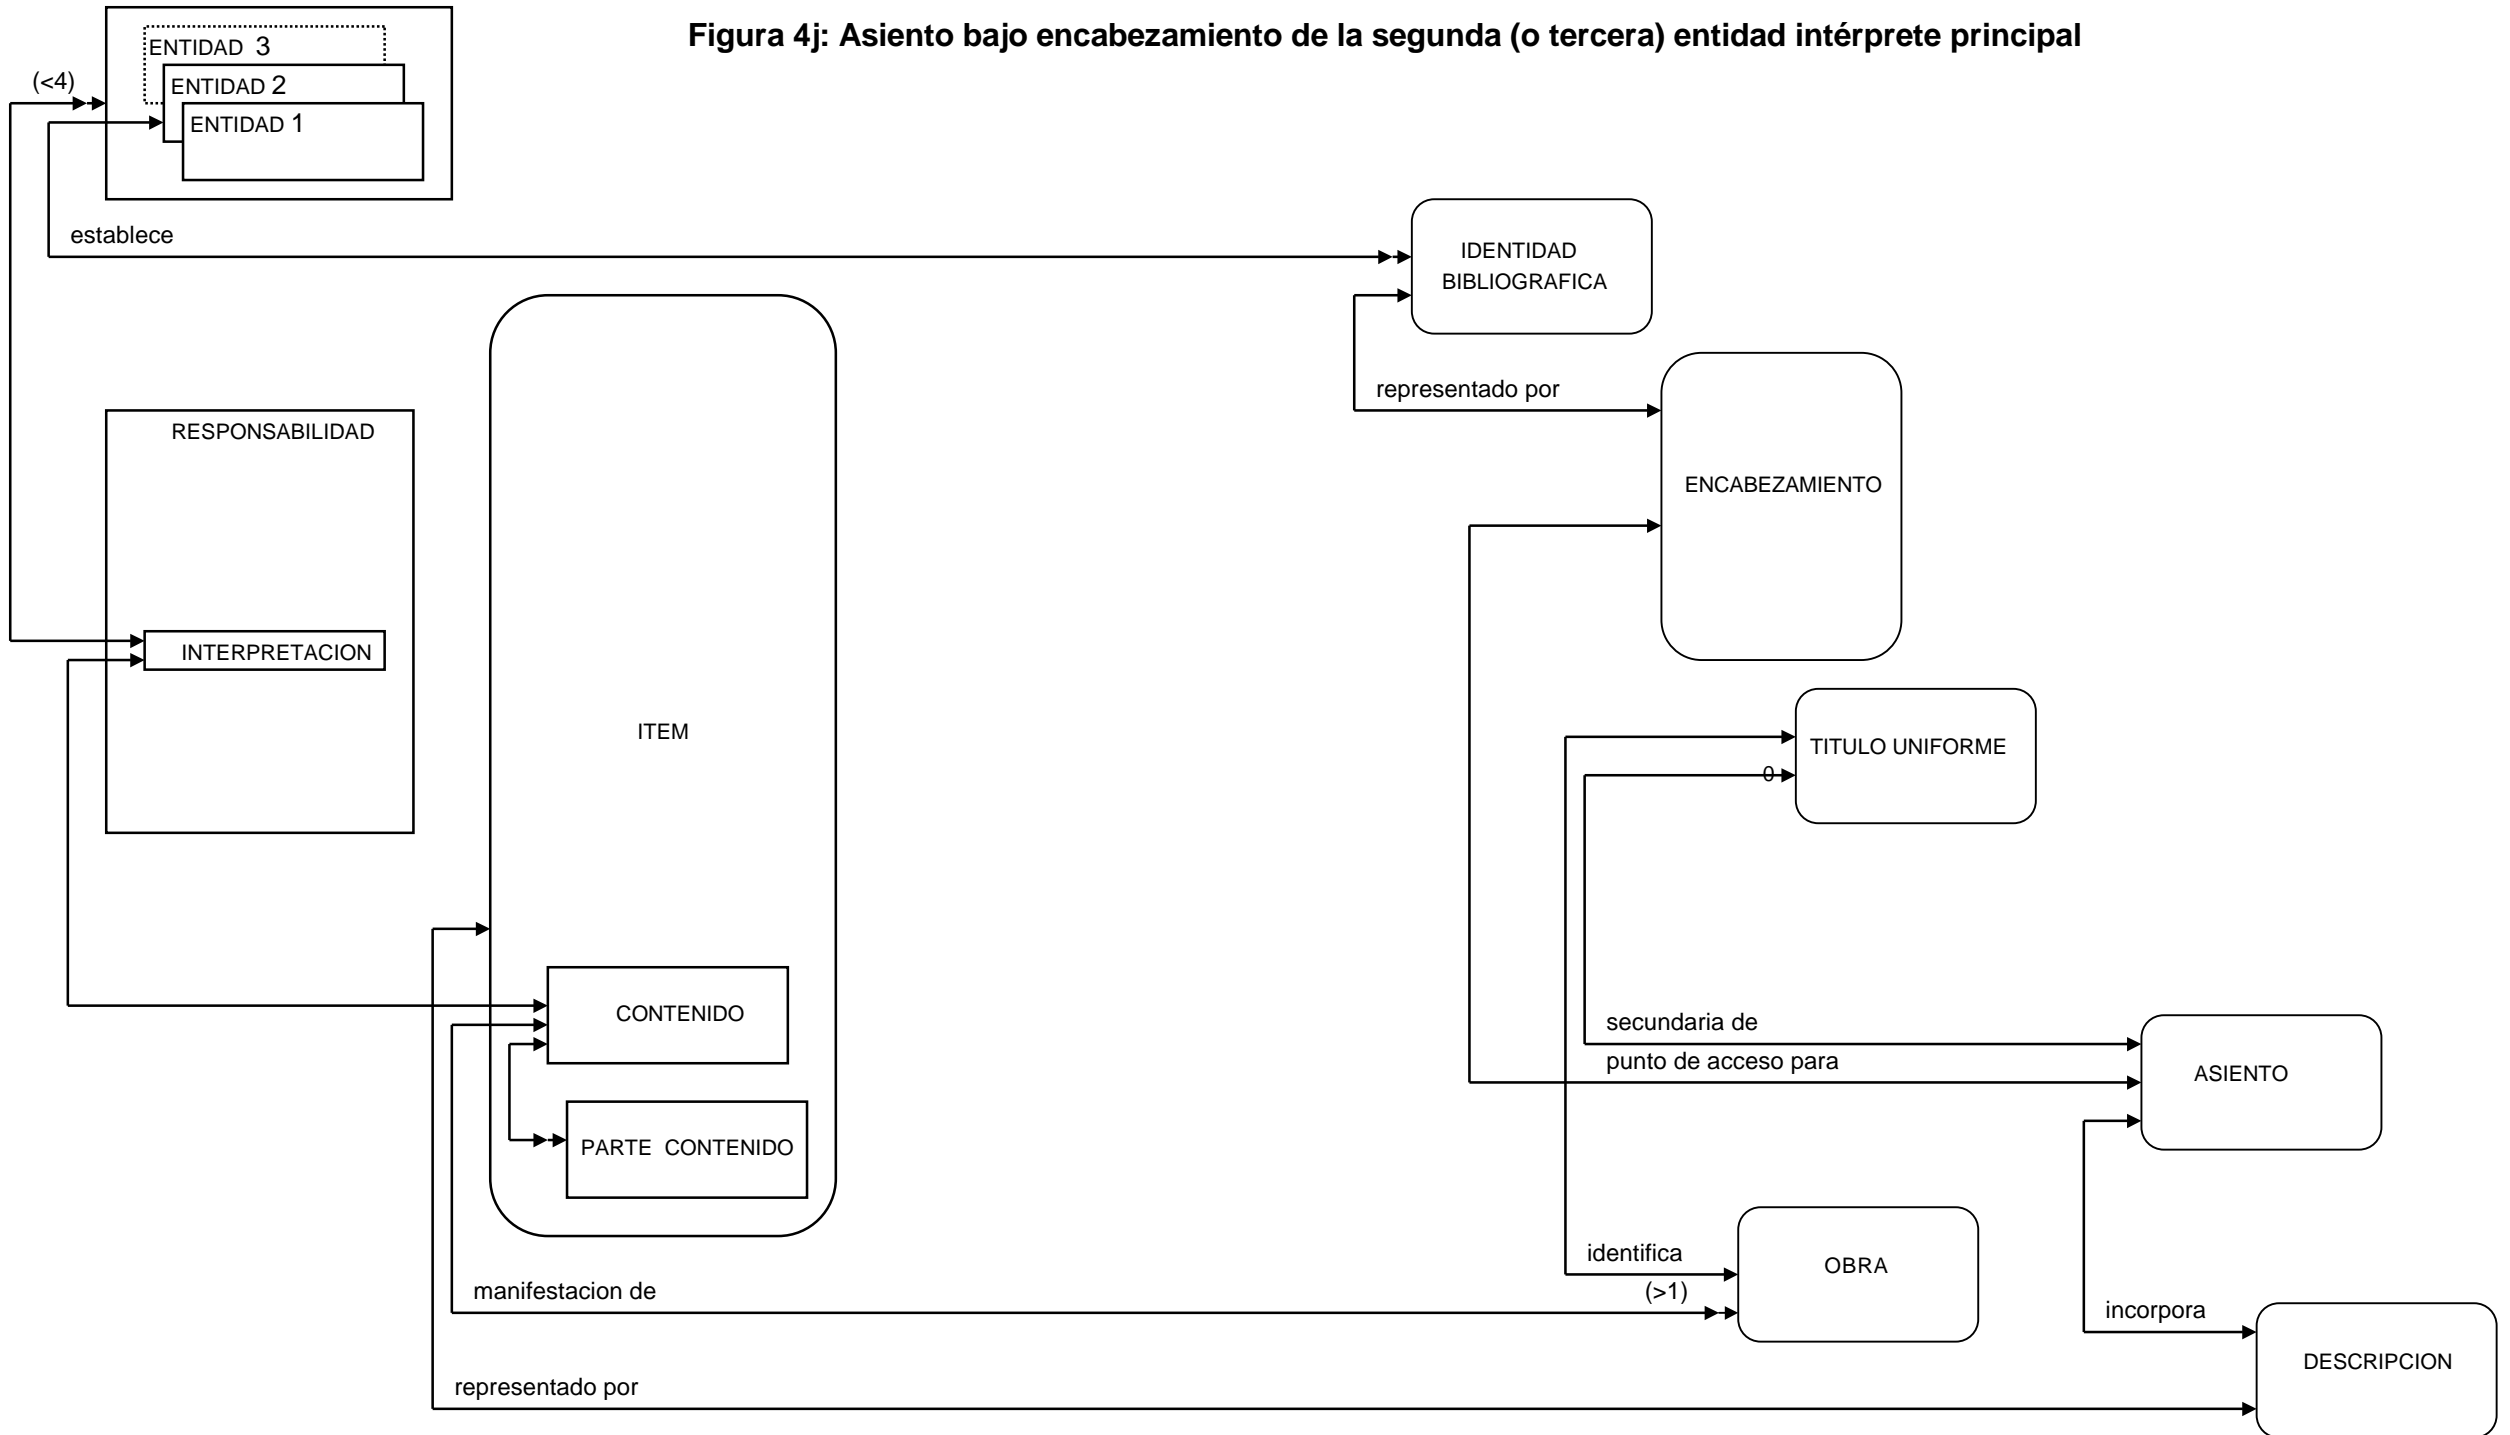 Figura 4j: Asiento bajo encabezamiento de la segunda (o tercera) entidad intérprete principal
ENTIDAD 3
(<4)
ENTIDAD 2
ENTIDAD 1
establece
IDENTIDAD
BIBLIOGRAFICA
representado por
RESPONSABILIDAD
ENCABEZAMIENTO
INTERPRETACION
ITEM
TITULO UNIFORME
0
CONTENIDO
secundaria de
punto de acceso para
ASIENTO
PARTE CONTENIDO
identifica
OBRA
manifestacion de
(>1)
incorpora
DESCRIPCION
representado por